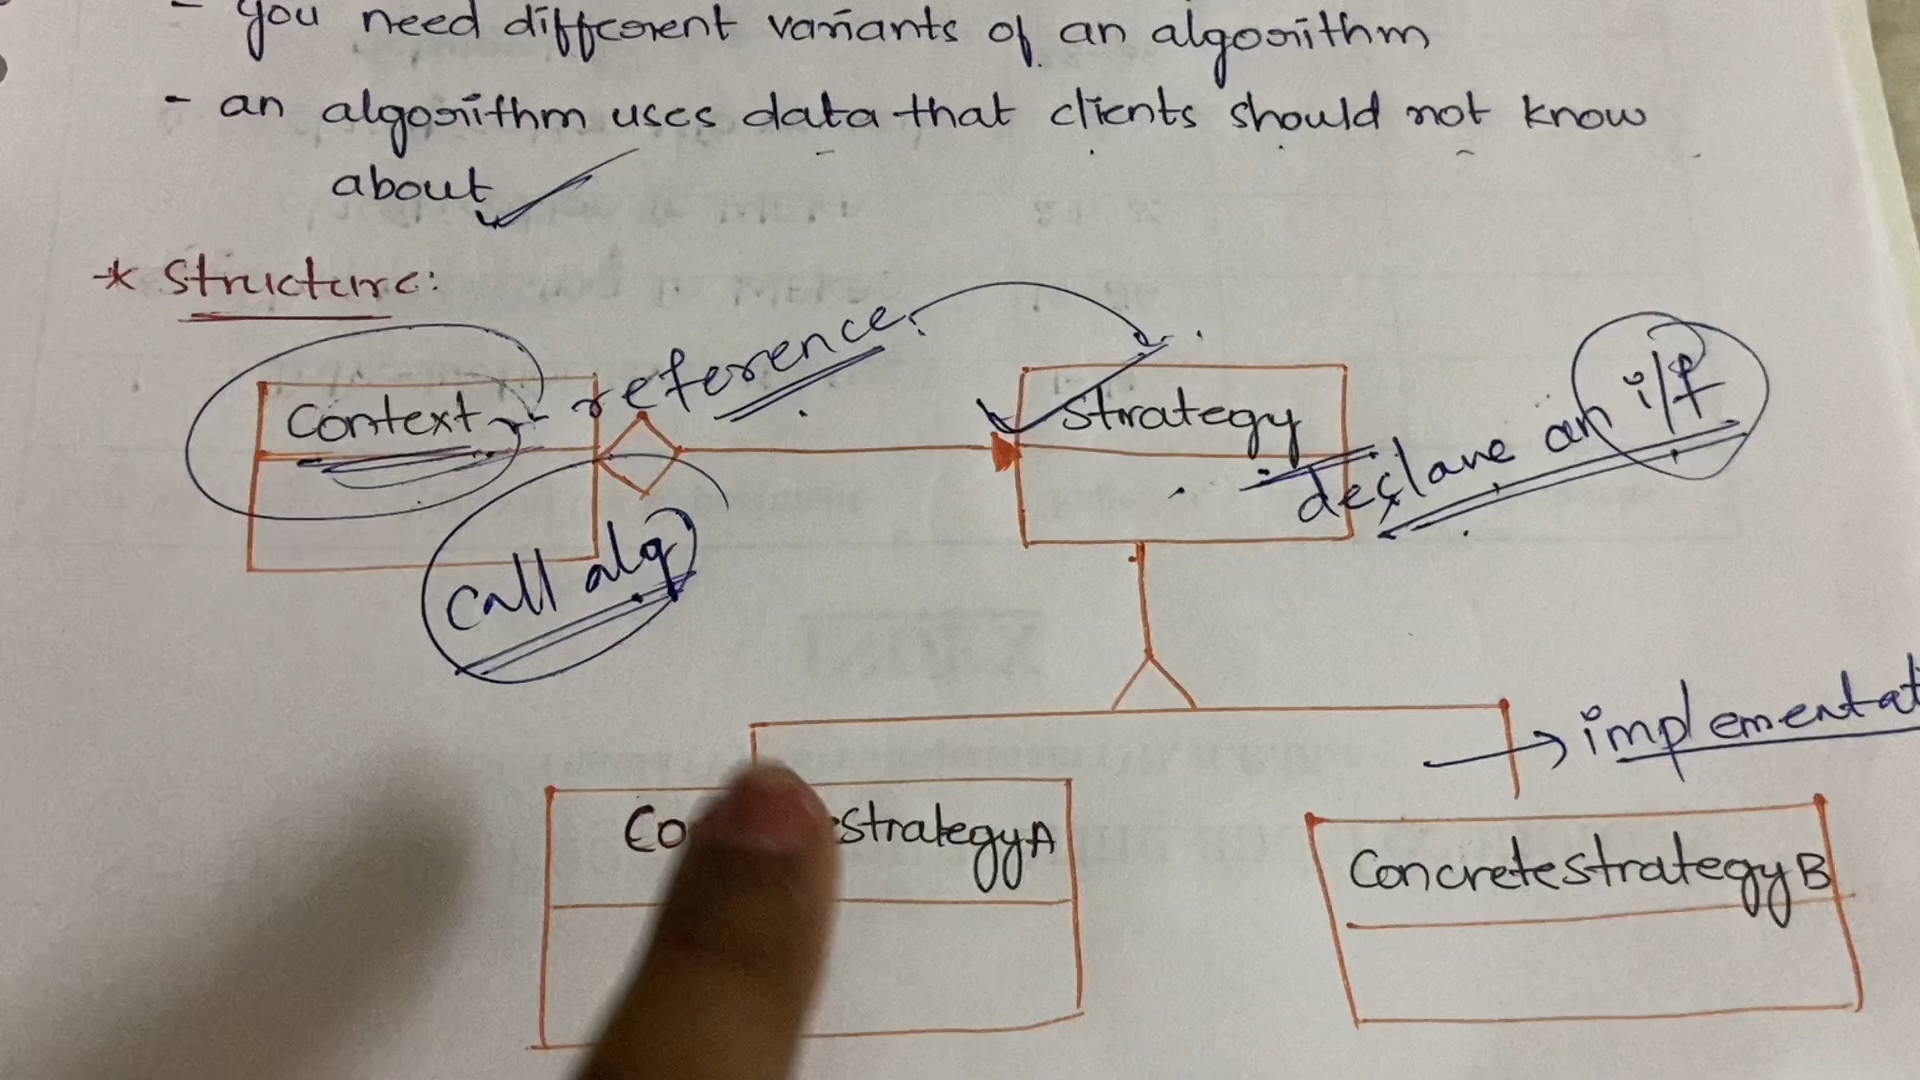 - you need different variants of an algorithm
- an algorithm uses data that clients should not know
about
* Structure:
Context
reference
Strategy
declare an i/f
call alg
implementat
StrategyA
ConcretestrategyB